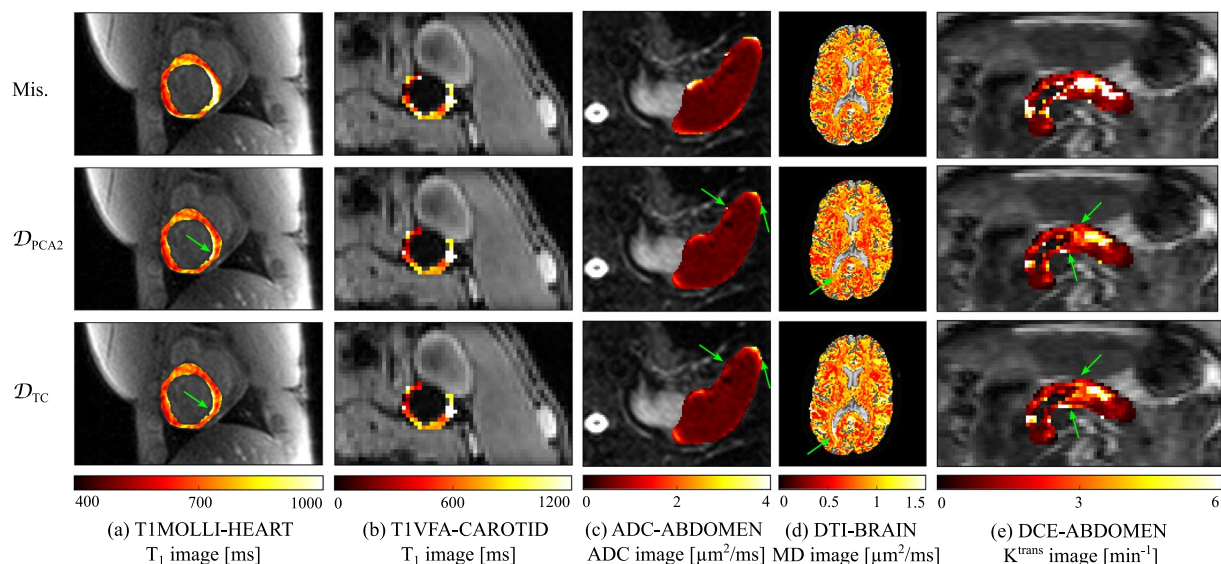 Mis.
𝒟PCA2
𝒟TC
400 700 1000
0 600 1200
0 2 4
0 0.5 1 1.5
0 3 6
(a) T1MOLLI-HEART
T₁ image [ms]
(b) T1VFA-CAROTID
T₁ image [ms]
(c) ADC-ABDOMEN
ADC image [µm²/ms]
(d) DTI-BRAIN
MD image [µm²/ms]
(e) DCE-ABDOMEN
Kᵗʳᵃⁿˢ image [min⁻¹]